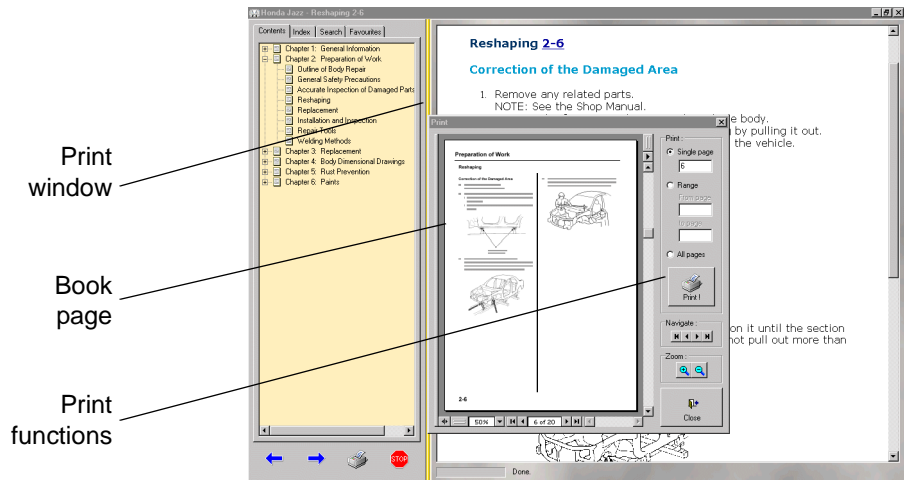 Honda Jazz - Reshaping 2-6
Contents Index Search Favourites
Chapter 1: General Information
Chapter 2: Preparation of Work
Outline of Body Repair
General Safety Precautions
Accurate Inspection of Damaged Parts
Reshaping
Replacement
Installation and Inspection
Repair Tools
Welding Methods
Chapter 3: Replacement
Chapter 4: Body Dimensional Drawings
Chapter 5: Rust Prevention
Chapter 6: Paints
STOP
Print
window
Book
page
Print
functions
Reshaping 2-6
Correction of the Damaged Area
1. Remove any related parts.
NOTE: See the Shop Manual.
le body.
by pulling it out.
the vehicle.
on it until the section
not pull out more than
Done.
Print
Preparation of Work
Reshaping
Correction of the Damaged Area
2-6
50%
6 of 20
Print :
Single page
6
Range
From page
to page
All pages
Print !
Navigate :
Zoom :
Close